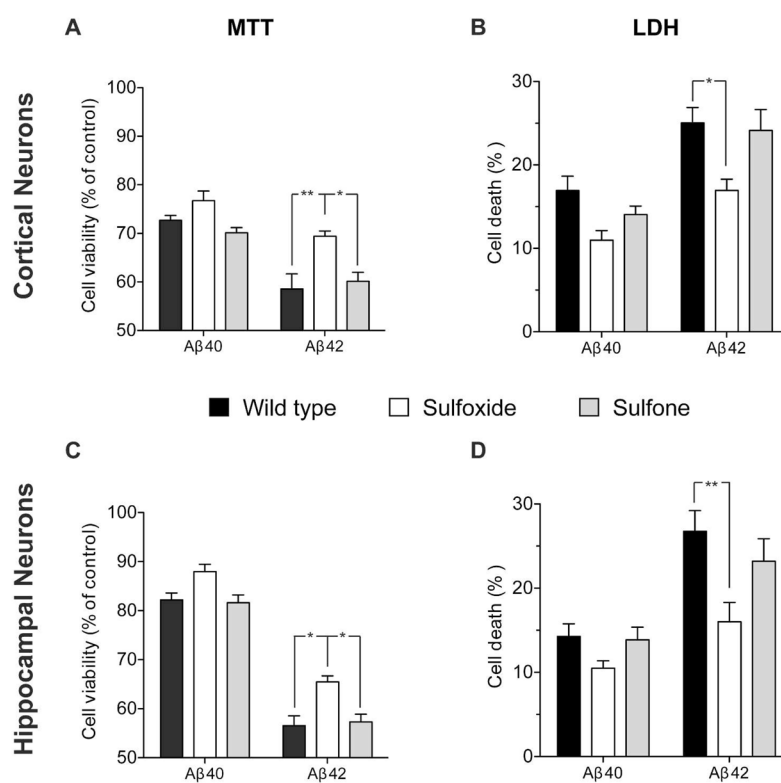 A
MTT
B
LDH
Cortical Neurons
Cell viability (% of control)
100
90
80
70
60
50
** *
Aβ40 Aβ42
Cell death (%)
30
20
10
0
*
Aβ40 Aβ42
Wild type Sulfoxide Sulfone
C
D
Hippocampal Neurons
Cell viability (% of control)
100
90
80
70
60
50
* *
Aβ40 Aβ42
Cell death (%)
30
20
10
0
**
Aβ40 Aβ42